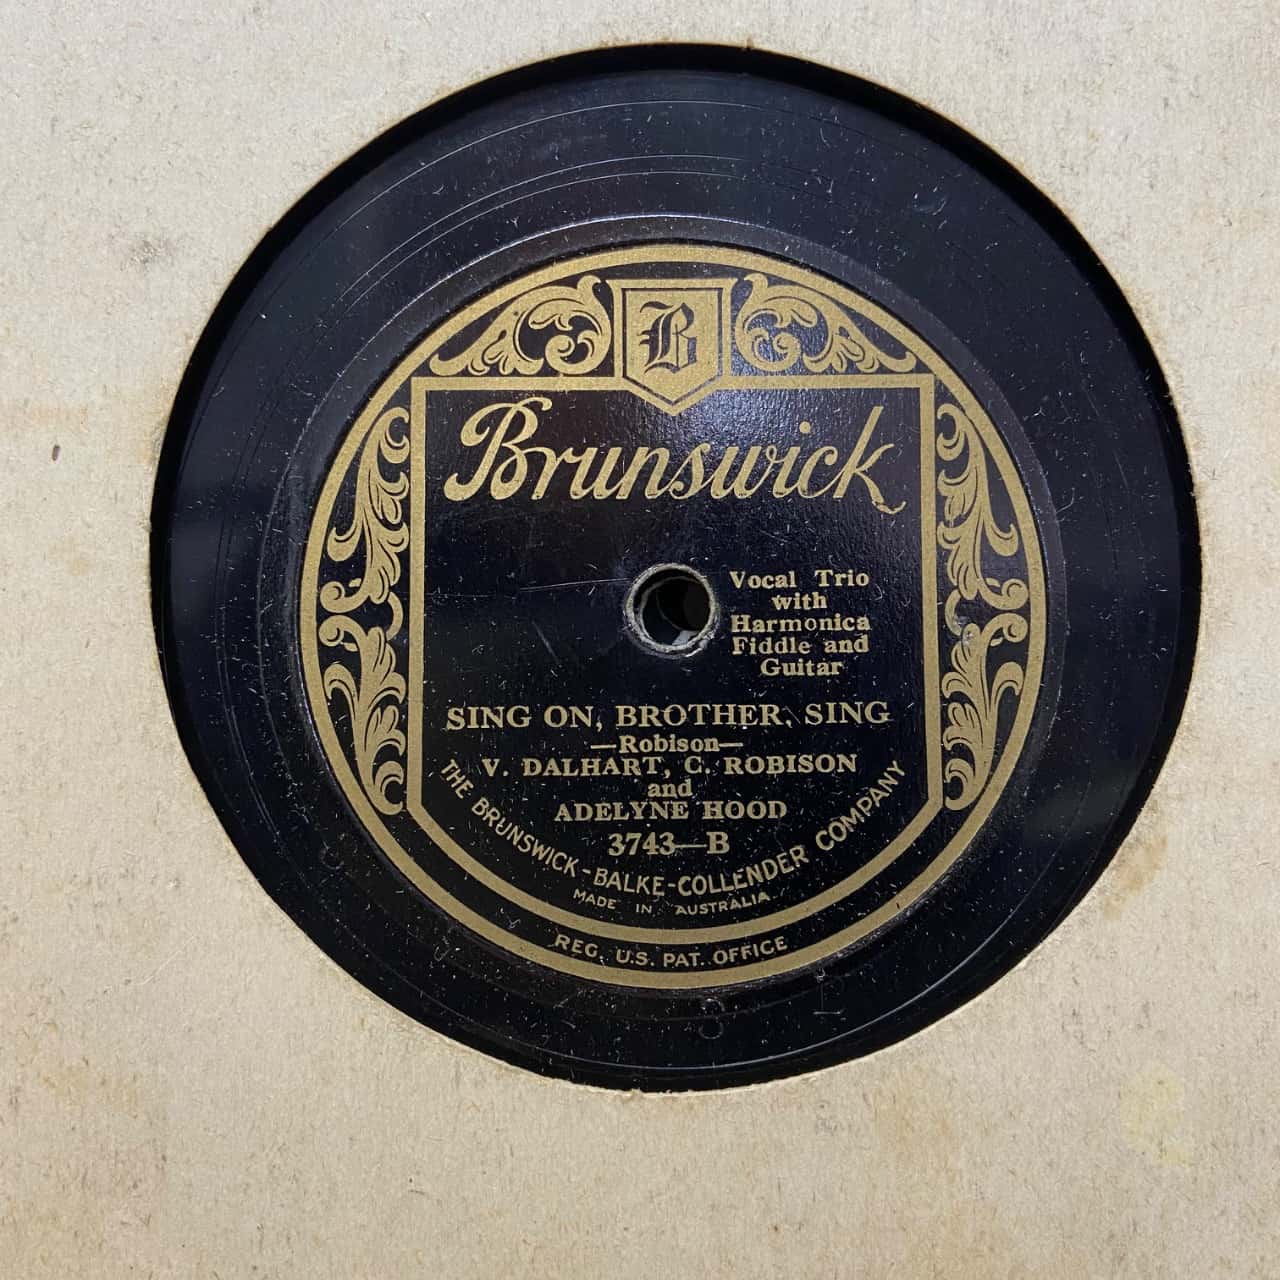 B
Brunswick
Vocal Trio
with
Harmonica
Fiddle and
Guitar
SING ON, BROTHER, SING
—Robison—
V. DALHART, C. ROBISON
and
ADELYNE HOOD
3743—B
THE BRUNSWICK-BALKE-COLLENDER COMPANY
MADE IN AUSTRALIA
REG. U.S. PAT. OFFICE